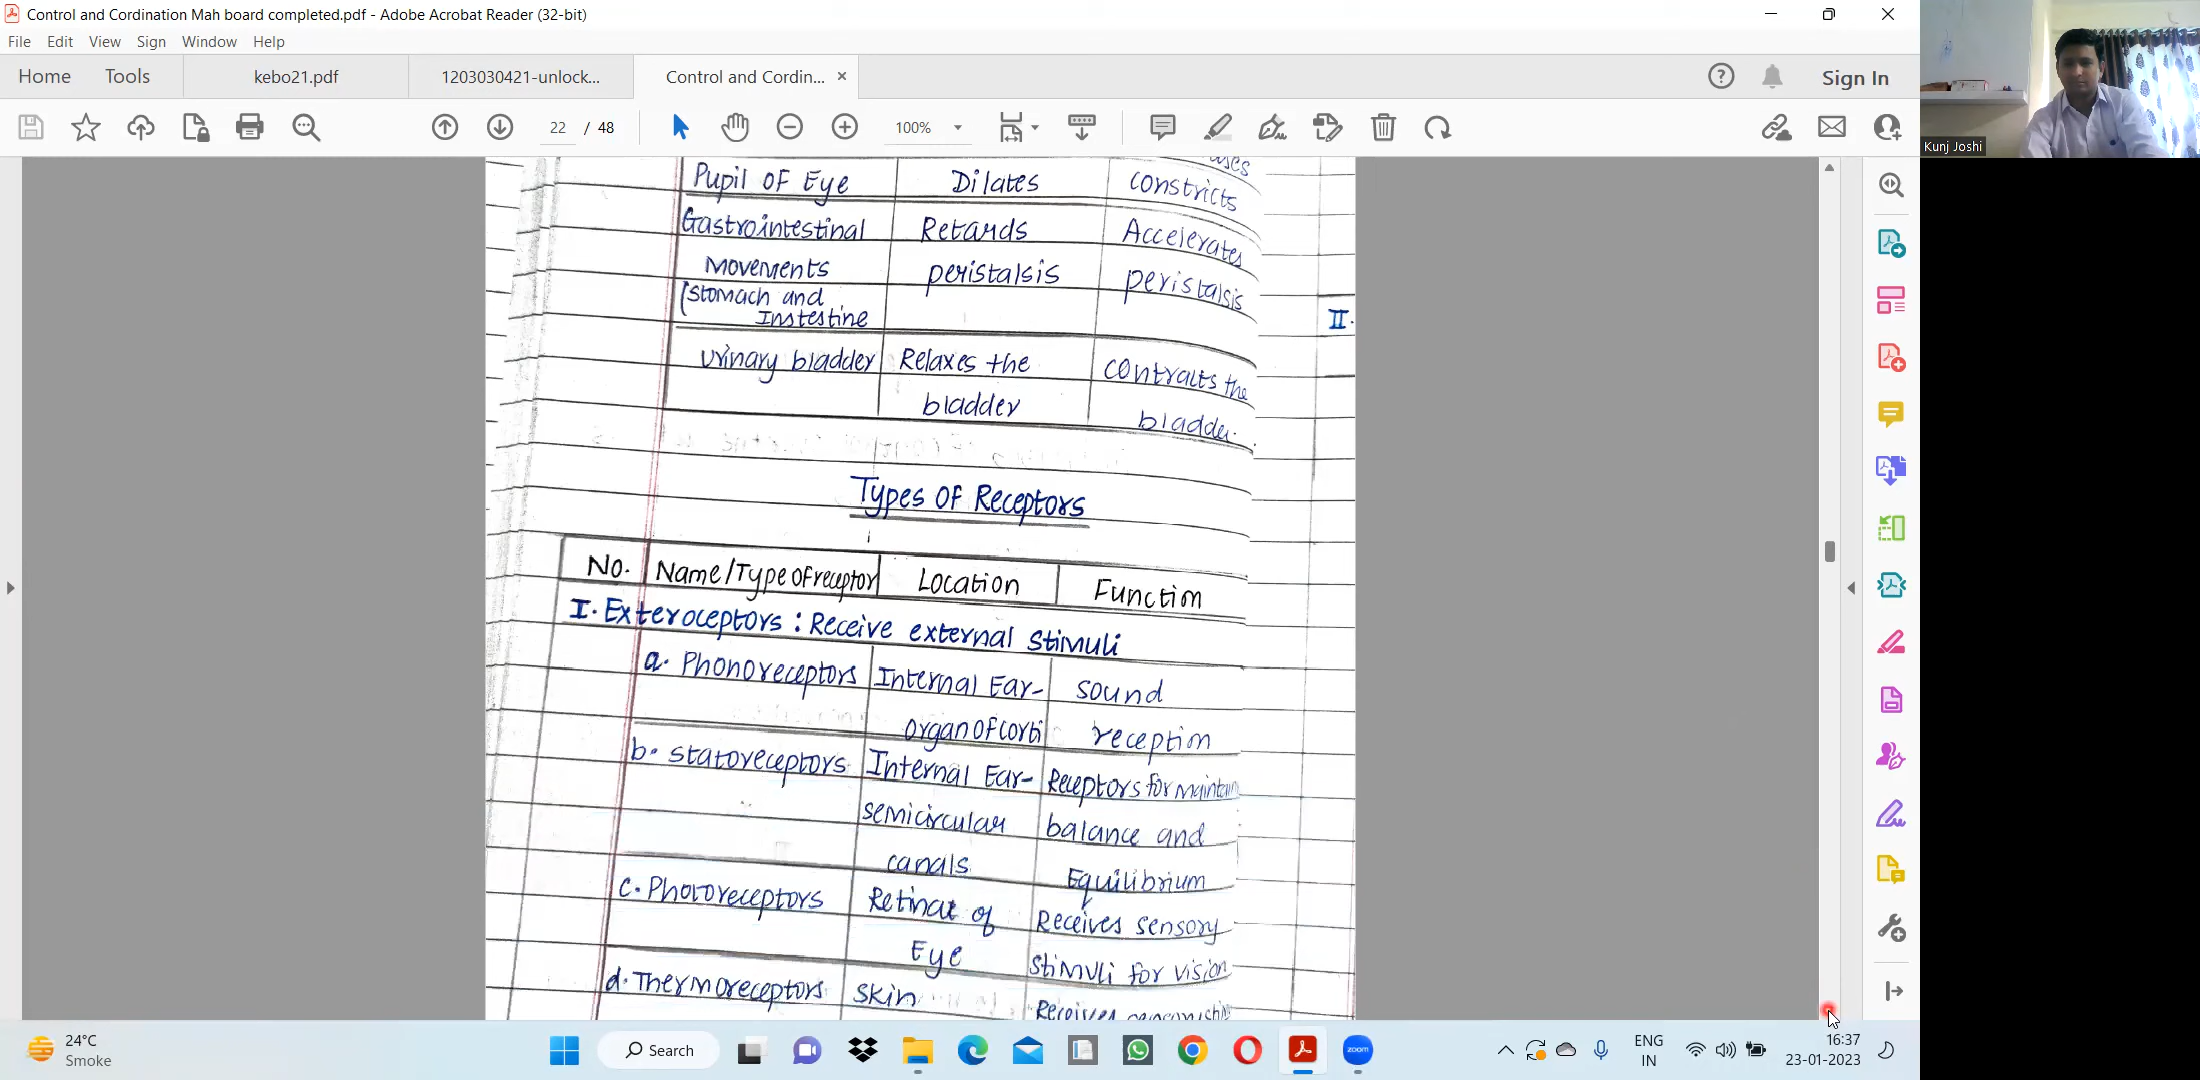 Control and Cordination Mah board completed.pdf - Adobe Acrobat Reader (32-bit)
File Edit View Sign Window Help
Home Tools kebo21.pdf 1203030421-unlock... Control and Cordin... × Sign In
22 / 48 100%
Kunj Joshi
Pupil OF Eye Dilates constricts
Gastrointestinal Retards Accelerates
Movements peristalsis peristalsis
(Stomach and
Instestine
II.
Urinary bladder Relaxes the contracts the
bladder bladder.
Types OF Receptors
No. Name/Type of receptor Location Function
I. Exteroceptors : Receive external Stimuli
a. Phonoreceptors Internal Ear- sound
organ OF corti reception
b. Statoreceptors Internal Ear- Receptors for maintain
semicircular balance and
canals Equilibrium
c. Photoreceptors Retinae of Receives sensory
Eye Stimuli for vision
d. Thermoreceptors Skin Receives
24°C
Smoke
Search
zoom
ENG
IN
16:37
23-01-2023